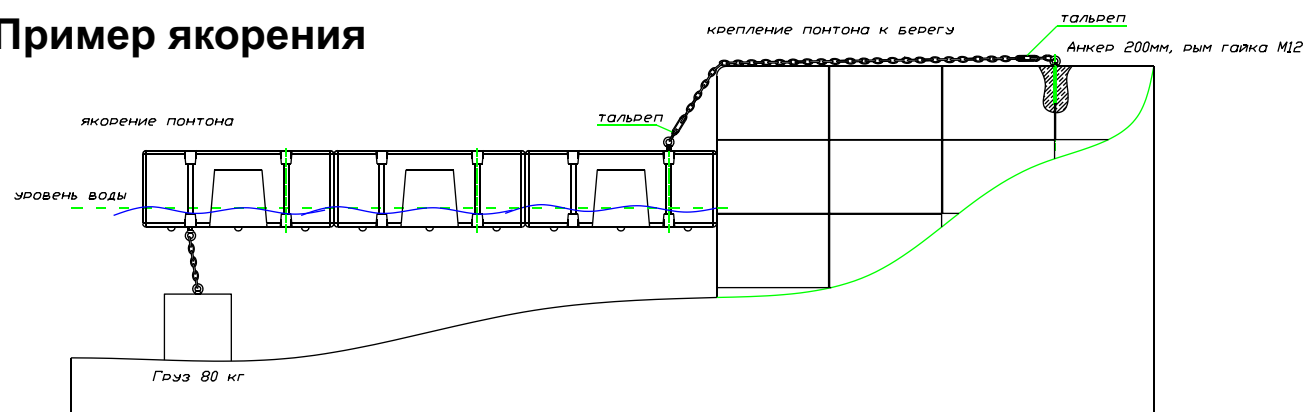 Пример якорения
тальреп
крепление понтона к берегу
Анкер 200мм, рым гайка М12
тальреп
якорение понтона
уровень воды
Груз 80 кг